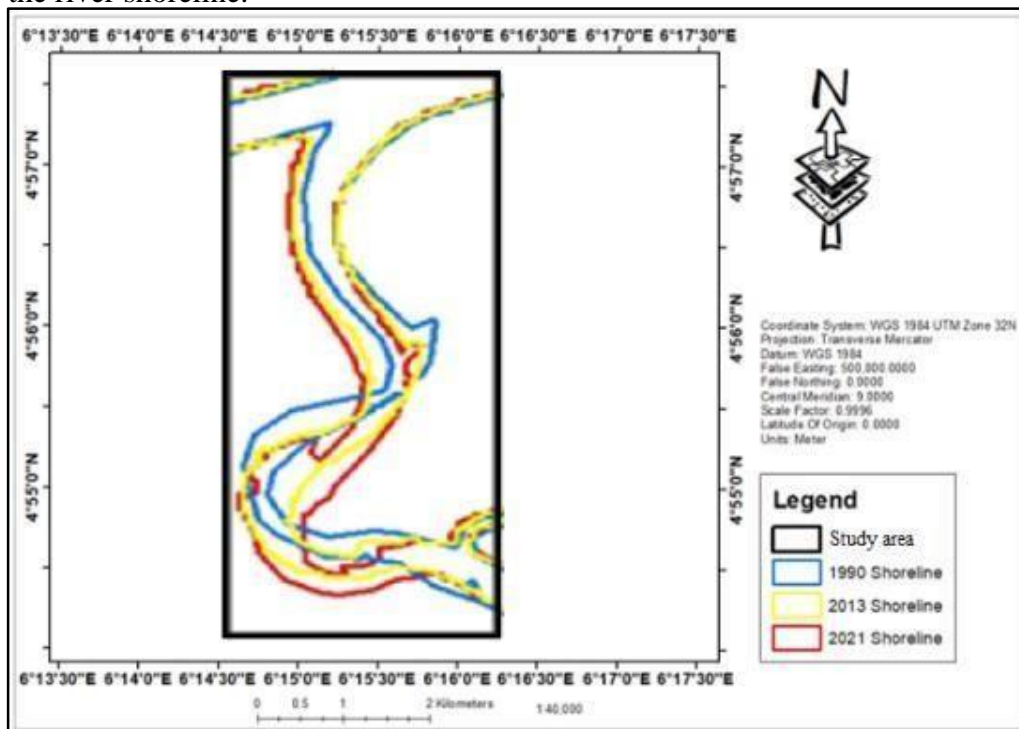 the river shoreline.
6°13'30"E 6°14'0"E 6°14'30"E 6°15'0"E 6°15'30"E 6°16'0"E 6°16'30"E 6°17'0"E 6°17'30"E
N
4°57'0"N
4°57'0"N
4°56'0"N
4°56'0"N
4°55'0"N
4°55'0"N
Coordinate System: WGS 1984 UTM Zone 32N
Projection: Transverse Mercator
Datum: WGS 1984
False Easting: 500,000.0000
False Northing: 0.0000
Central Meridian: 9.0000
Scale Factor: 0.9996
Latitude Of Origin: 0.0000
Units: Meter
Legend
Study area
1990 Shoreline
2013 Shoreline
2021 Shoreline
6°13'30"E 6°14'0"E 6°14'30"E 6°15'0"E 6°15'30"E 6°16'0"E 6°16'30"E 6°17'0"E 6°17'30"E
0 0.5 1 2 Kilometers
1:40,000